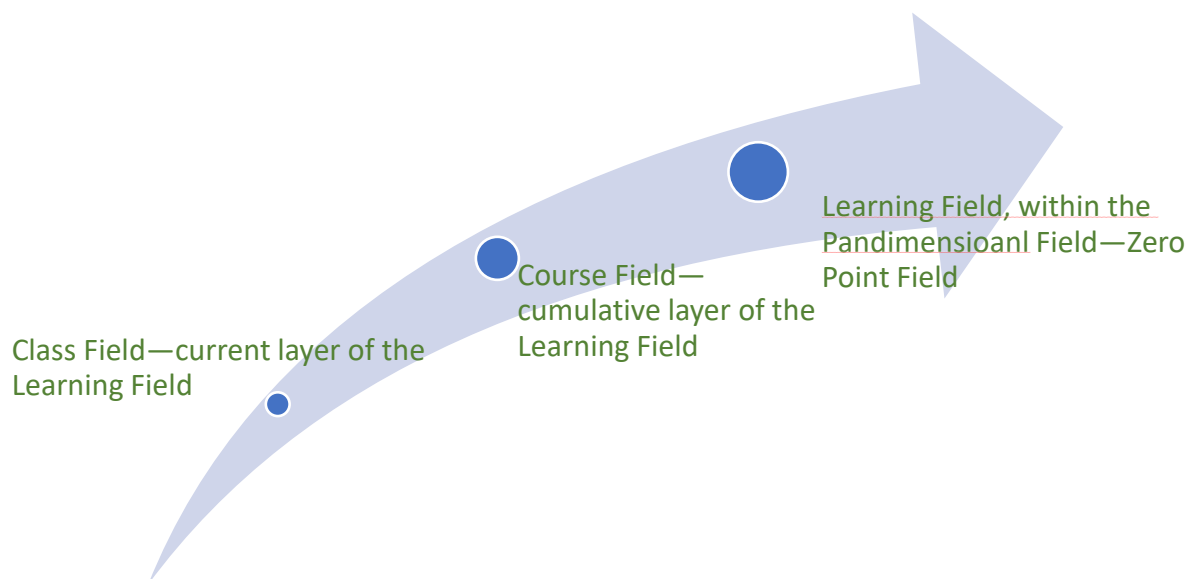 Class Field—current layer of the
Learning Field
Course Field—
cumulative layer of the
Learning Field
Learning Field, within the
Pandimensioanl Field—Zero
Point Field